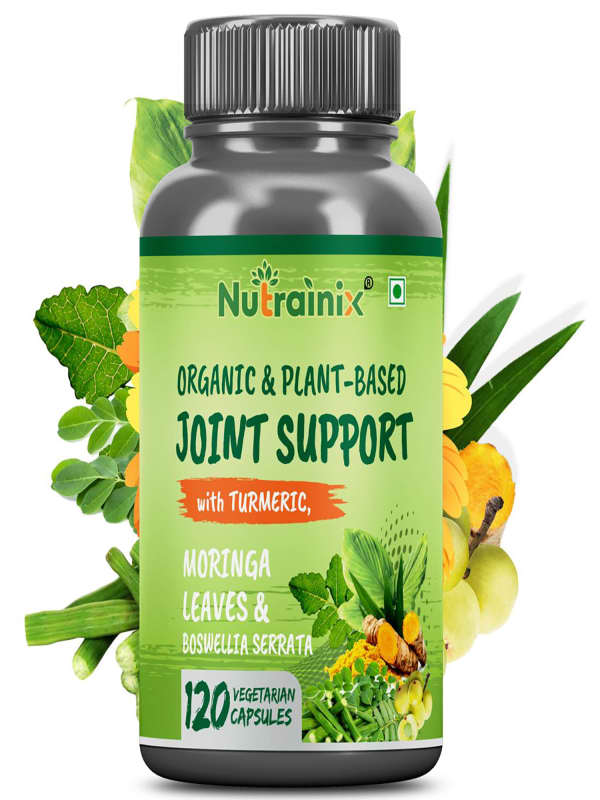 Nutrainix®
ORGANIC & PLANT-BASED
JOINT SUPPORT
with TURMERIC,
MORINGA
LEAVES &
BOSWELLIA SERRATA
120 VEGETARIAN
CAPSULES